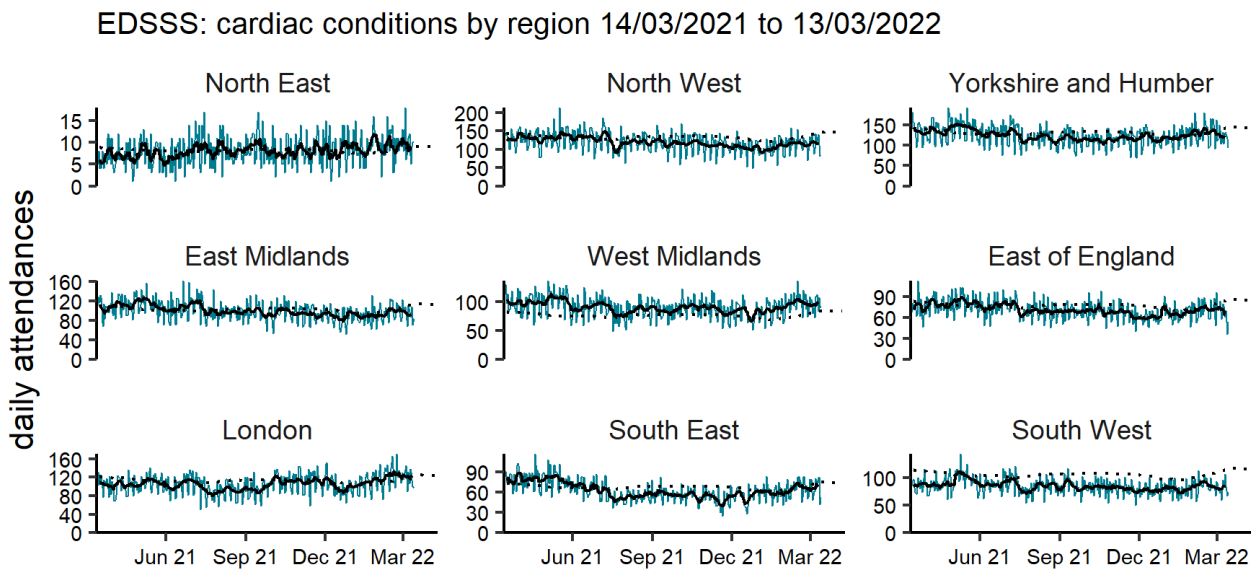 EDSSS: cardiac conditions by region 14/03/2021 to 13/03/2022
daily attendances
North East
15
10
5
0
North West
200
150
100
50
0
Yorkshire and Humber
150
100
50
0
East Midlands
160
120
80
40
0
West Midlands
100
50
0
East of England
90
60
30
0
London
160
120
80
40
0
Jun 21 Sep 21 Dec 21 Mar 22
South East
90
60
30
0
Jun 21 Sep 21 Dec 21 Mar 22
South West
100
50
0
Jun 21 Sep 21 Dec 21 Mar 22